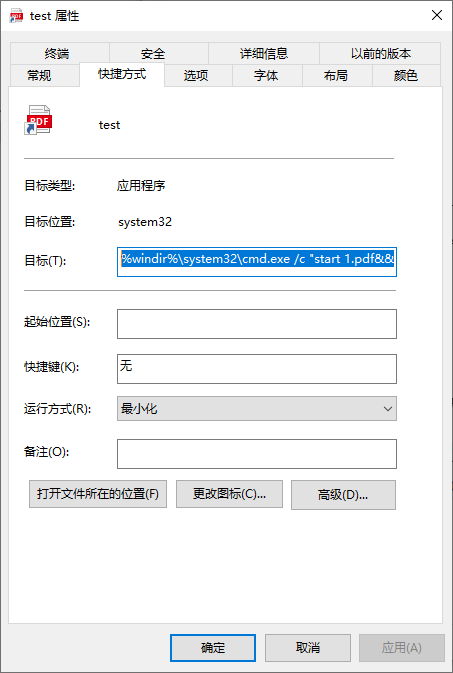 test 属性
终端 安全 详细信息 以前的版本
常规 快捷方式 选项 字体 布局 颜色
PDF
test
目标类型: 应用程序
目标位置: system32
目标(T): %windir%\system32\cmd.exe /c "start 1.pdf&&
起始位置(S):
快捷键(K): 无
运行方式(R): 最小化
备注(O):
打开文件所在的位置(F) 更改图标(C)... 高级(D)...
确定 取消 应用(A)